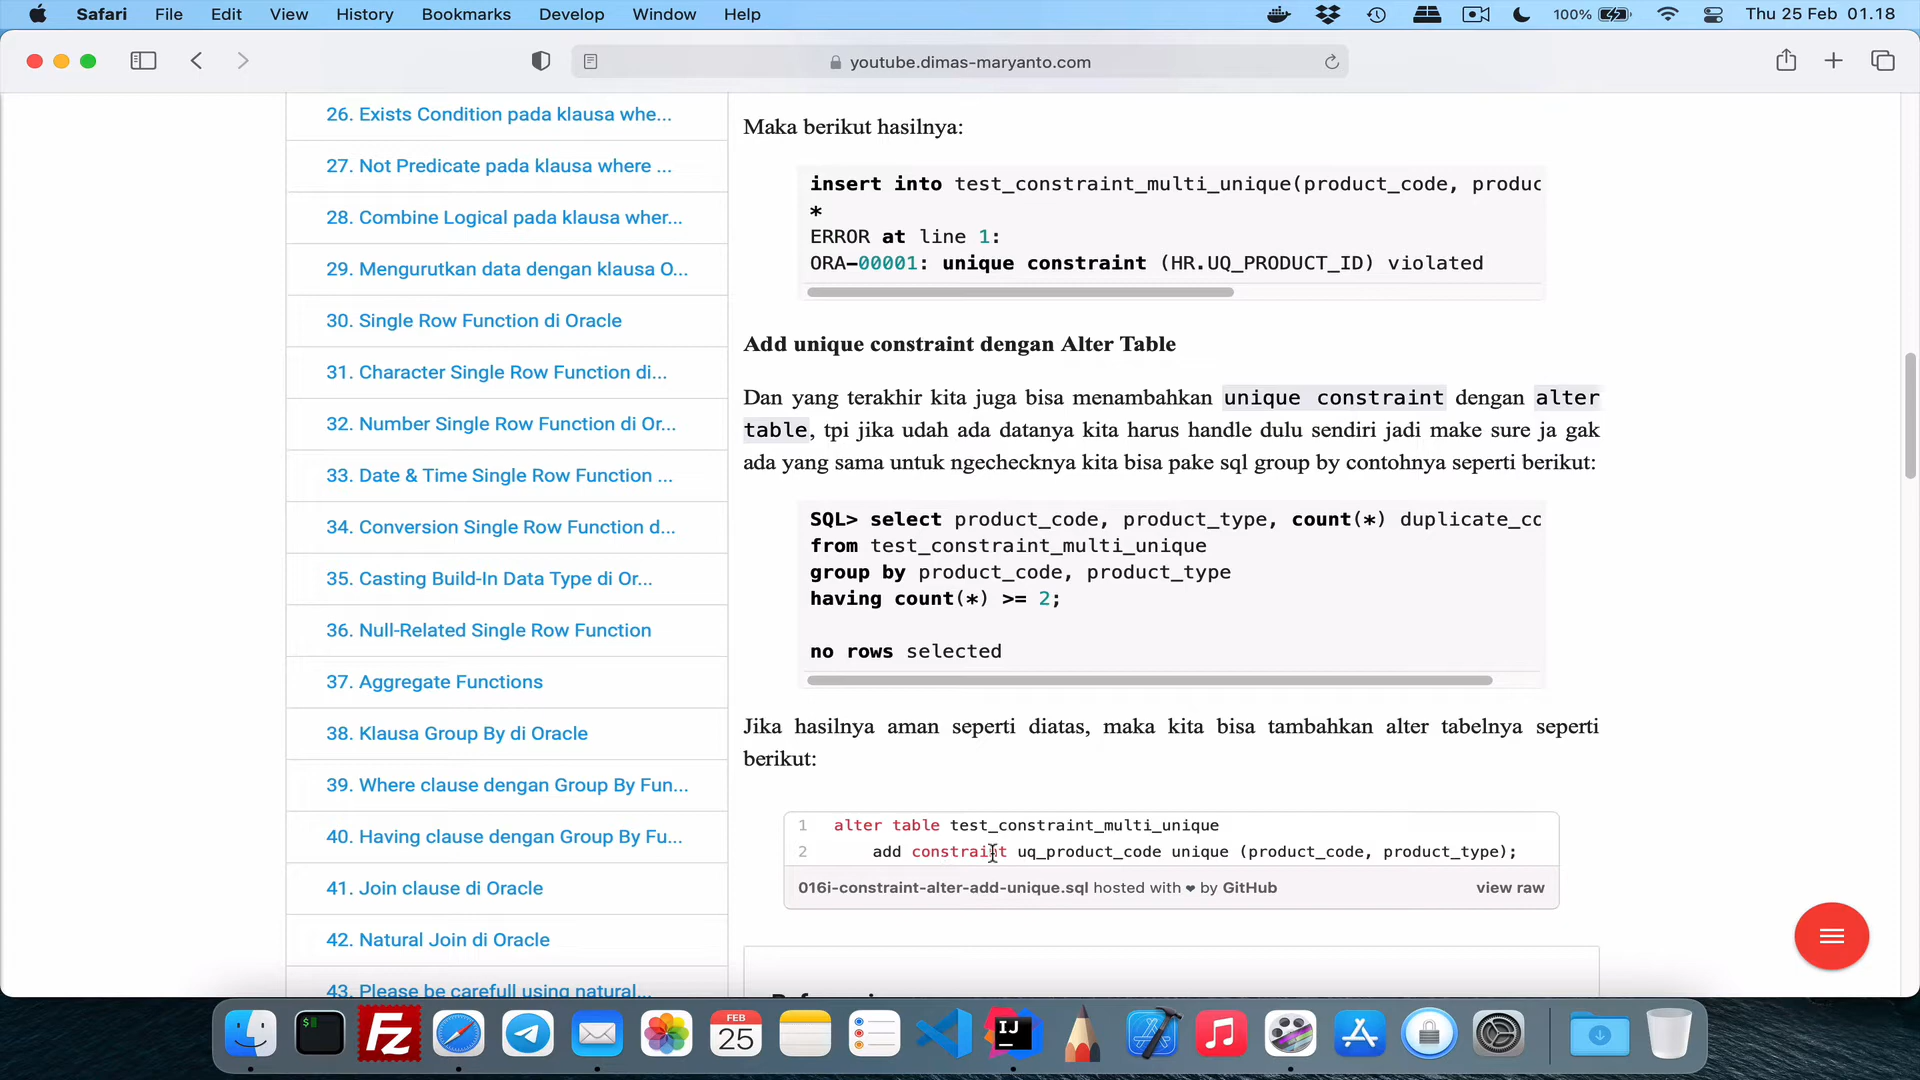 Safari File Edit View History Bookmarks Develop Window Help 100% Thu 25 Feb 01.18
youtube.dimas-maryanto.com
26. Exists Condition pada klausa whe...
27. Not Predicate pada klausa where ...
28. Combine Logical pada klausa wher...
29. Mengurutkan data dengan klausa O...
30. Single Row Function di Oracle
31. Character Single Row Function di...
32. Number Single Row Function di Or...
33. Date & Time Single Row Function ...
34. Conversion Single Row Function d...
35. Casting Build-In Data Type di Or...
36. Null-Related Single Row Function
37. Aggregate Functions
38. Klausa Group By di Oracle
39. Where clause dengan Group By Fun...
40. Having clause dengan Group By Fu...
41. Join clause di Oracle
42. Natural Join di Oracle
43. Please be carefull using natural...
Maka berikut hasilnya:
insert into test_constraint_multi_unique(product_code, produc
*
ERROR at line 1:
ORA-00001: unique constraint (HR.UQ_PRODUCT_ID) violated
Add unique constraint dengan Alter Table
Dan yang terakhir kita juga bisa menambahkan unique constraint dengan alter
table, tpi jika udah ada datanya kita harus handle dulu sendiri jadi make sure ja gak
ada yang sama untuk ngechecknya kita bisa pake sql group by contohnya seperti berikut:
SQL> select product_code, product_type, count(*) duplicate_co
from test_constraint_multi_unique
group by product_code, product_type
having count(*) >= 2;
no rows selected
Jika hasilnya aman seperti diatas, maka kita bisa tambahkan alter tabelnya seperti
berikut:
1 alter table test_constraint_multi_unique
2 add constraint uq_product_code unique (product_code, product_type);
016i-constraint-alter-add-unique.sql hosted with ❤ by GitHub view raw
$
Fz
FEB
25
IJ